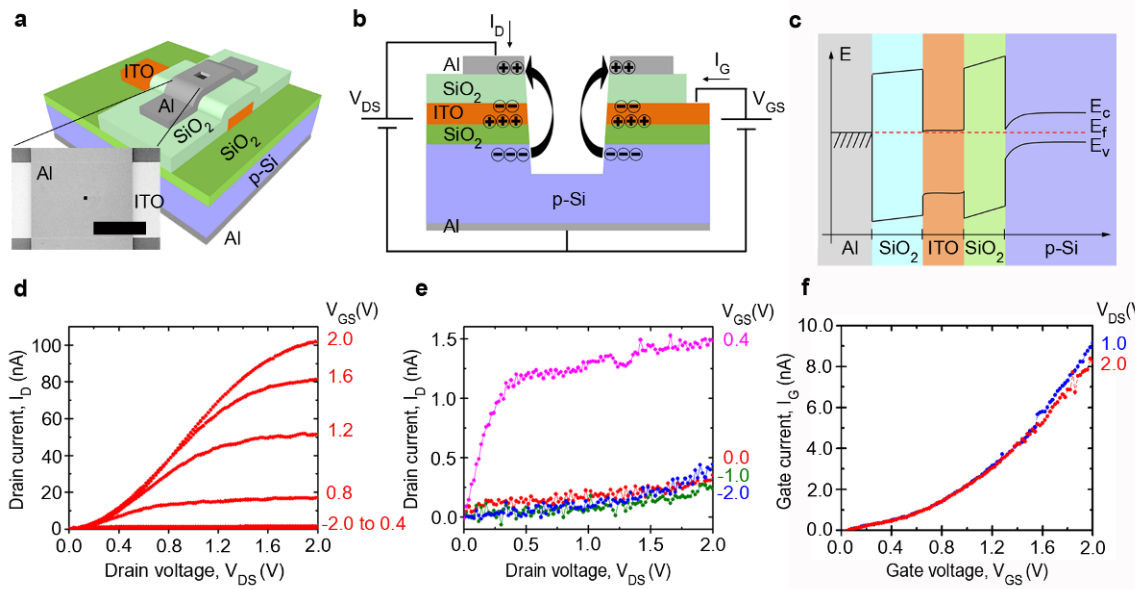 a
ITO
Al
SiO₂
SiO₂
p-Si
Al
Al
ITO
b
I_D
I_G
Al
SiO₂
ITO
SiO₂
V_DS
V_GS
p-Si
Al
c
E
E_c
E_f
E_v
Al SiO₂ ITO SiO₂ p-Si
d
V_GS(V)
2.0
1.6
1.2
0.8
-2.0 to 0.4
100
80
60
40
20
0
0.0 0.4 0.8 1.2 1.6 2.0
Drain current, I_D (nA)
Drain voltage, V_DS (V)
e
V_GS(V)
0.4
0.0
-1.0
-2.0
1.5
1.0
0.5
0.0
0.0 0.5 1.0 1.5 2.0
Drain current, I_D (nA)
Drain voltage, V_DS (V)
f
V_DS(V
1.0
2.0
10.0
8.0
6.0
4.0
2.0
0.0
0.0 0.4 0.8 1.2 1.6 2.0
Gate current, I_G (nA)
Gate voltage, V_GS (V)